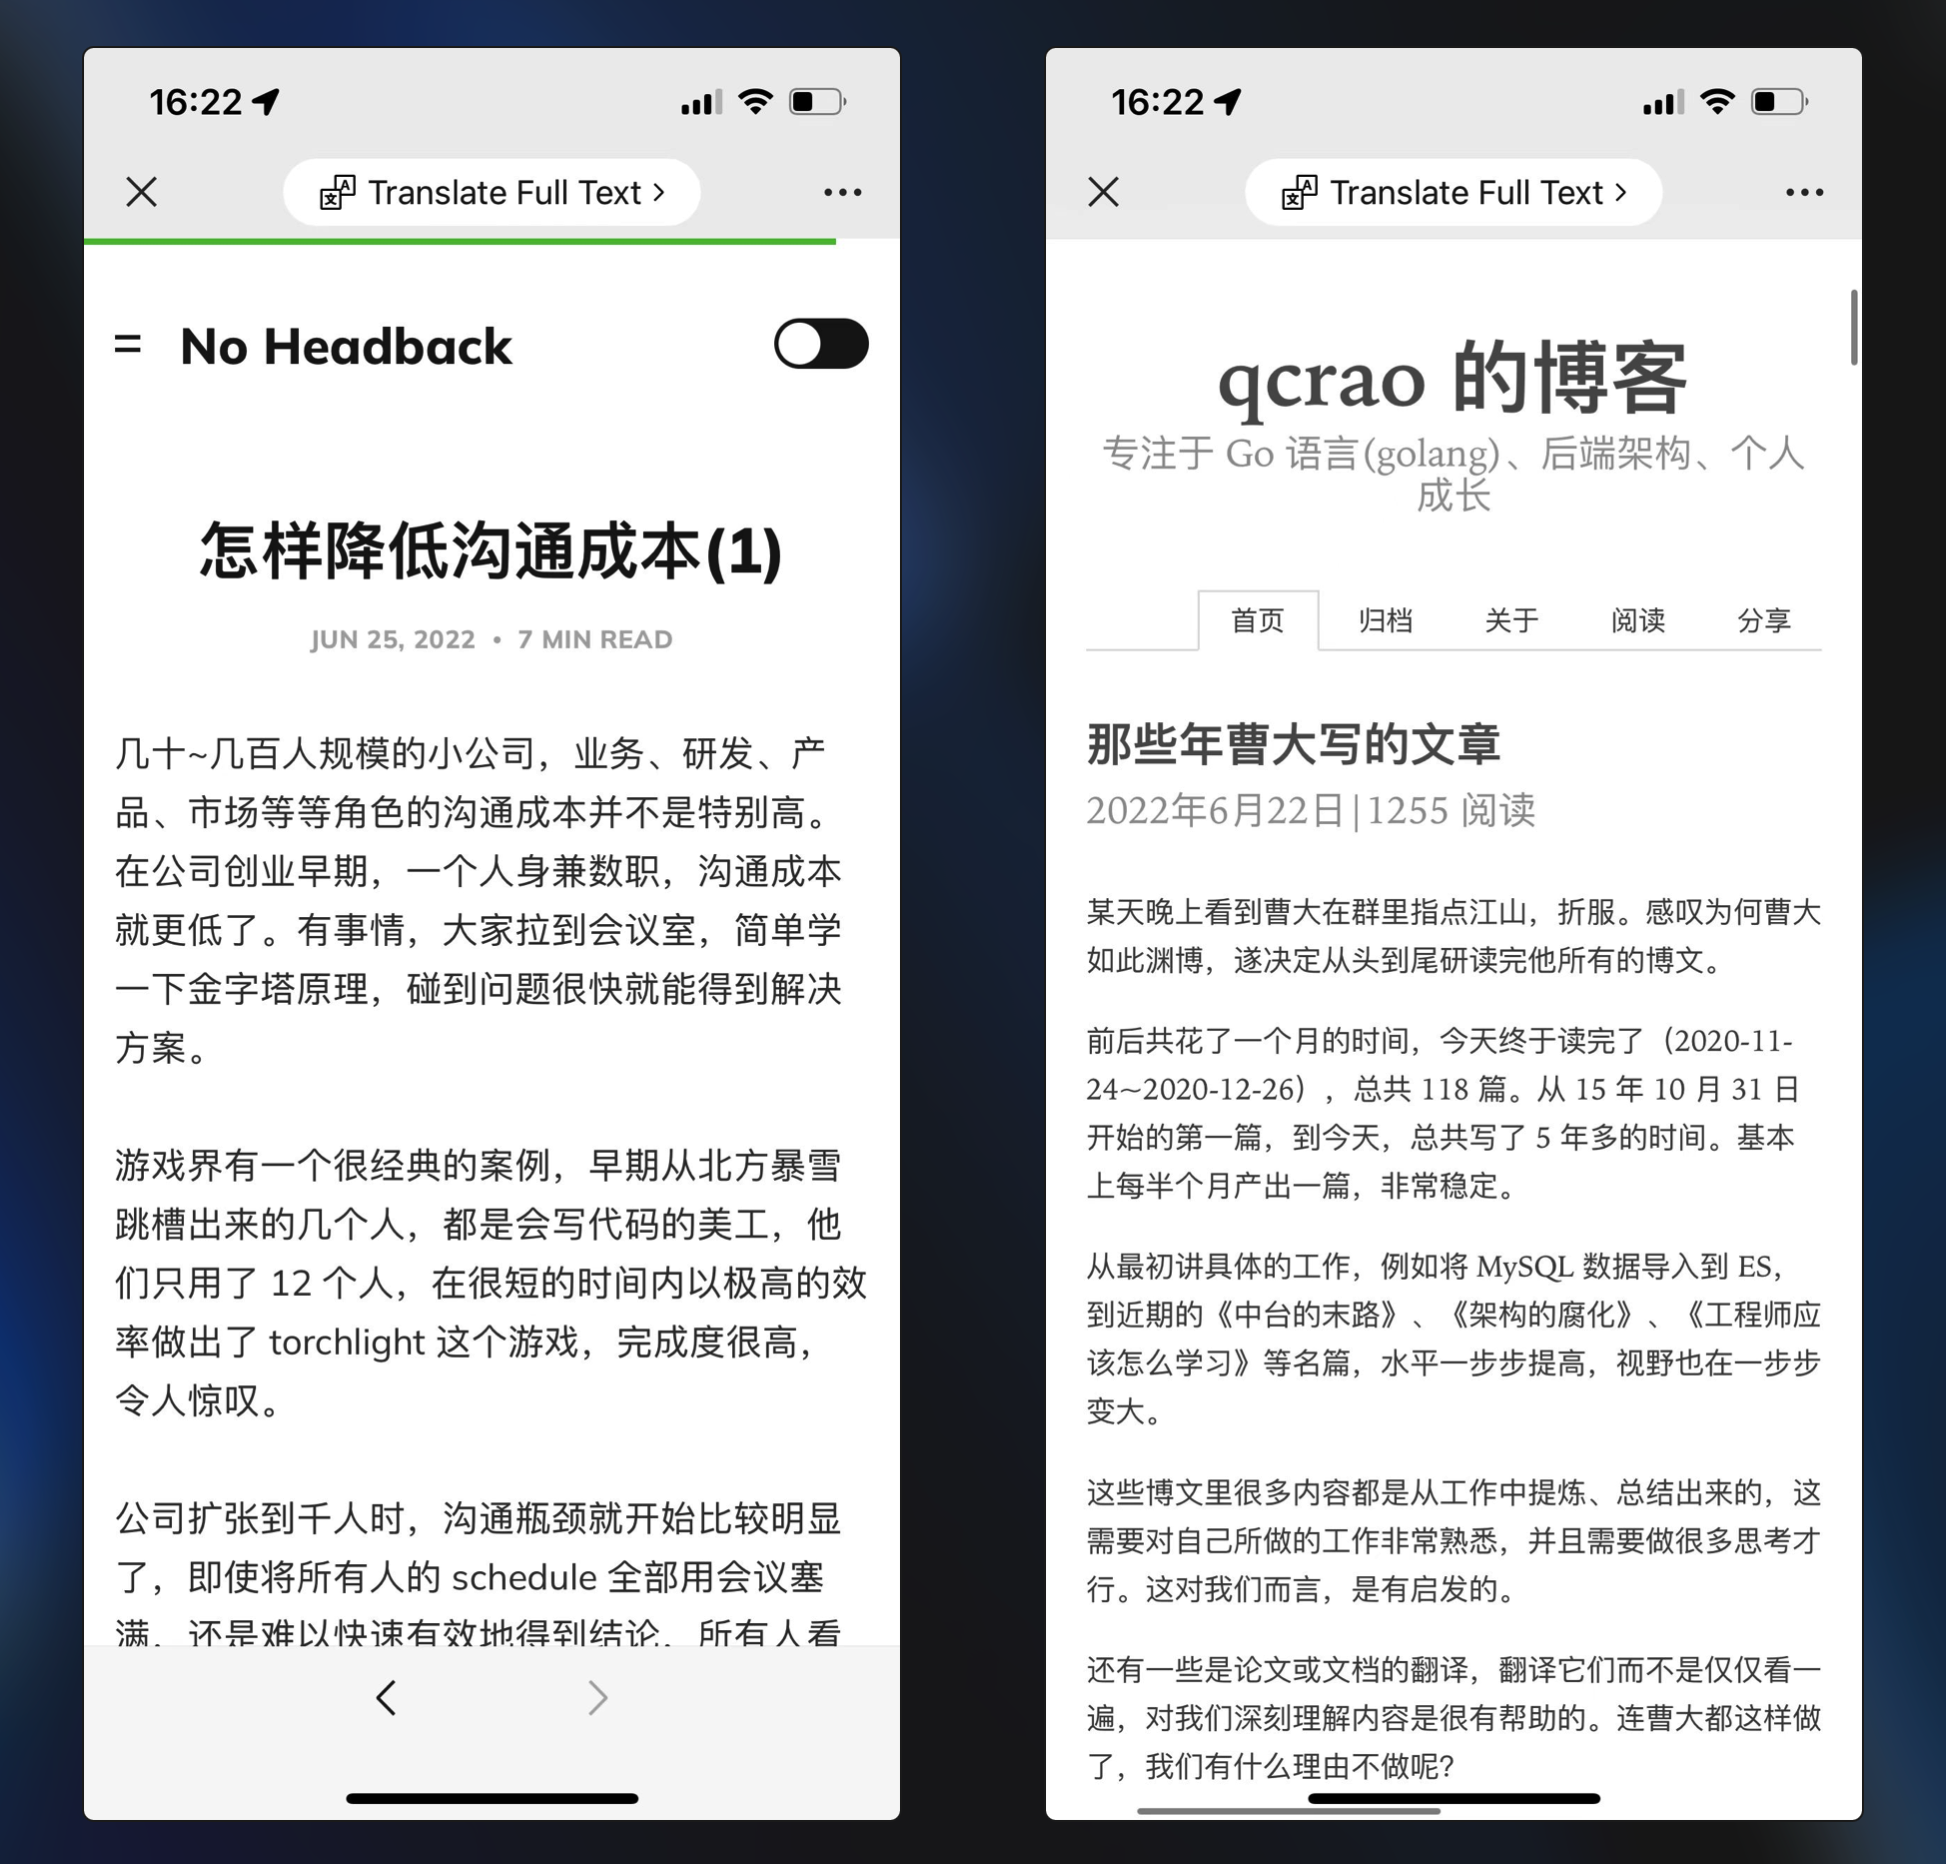 16:22
Translate Full Text
No Headback
怎样降低沟通成本(1)
JUN 25, 2022 • 7 MIN READ
几十~几百人规模的小公司，业务、研发、产
品、市场等等角色的沟通成本并不是特别高。
在公司创业早期，一个人身兼数职，沟通成本
就更低了。有事情，大家拉到会议室，简单学
一下金字塔原理，碰到问题很快就能得到解决
方案。
游戏界有一个很经典的案例，早期从北方暴雪
跳槽出来的几个人，都是会写代码的美工，他
们只用了 12 个人，在很短的时间内以极高的效
率做出了 torchlight 这个游戏，完成度很高，
令人惊叹。
公司扩张到千人时，沟通瓶颈就开始比较明显
了，即使将所有人的 schedule 全部用会议塞
满，还是难以快速有效地得到结论，所有人看
16:22
Translate Full Text
qcrao 的博客
专注于 Go 语言(golang)、后端架构、个人
成长
首页 归档 关于 阅读 分享
那些年曹大写的文章
2022年6月22日|1255 阅读
某天晚上看到曹大在群里指点江山，折服。感叹为何曹大
如此渊博，遂决定从头到尾研读完他所有的博文。
前后共花了一个月的时间，今天终于读完了（2020-11-
24~2020-12-26），总共 118 篇。从 15 年 10 月 31 日
开始的第一篇，到今天，总共写了 5 年多的时间。基本
上每半个月产出一篇，非常稳定。
从最初讲具体的工作，例如将 MySQL 数据导入到 ES，
到近期的《中台的末路》、《架构的腐化》、《工程师应
该怎么学习》等名篇，水平一步步提高，视野也在一步步
变大。
这些博文里很多内容都是从工作中提炼、总结出来的，这
需要对自己所做的工作非常熟悉，并且需要做很多思考才
行。这对我们而言，是有启发的。
还有一些是论文或文档的翻译，翻译它们而不是仅仅看一
遍，对我们深刻理解内容是很有帮助的。连曹大都这样做
了，我们有什么理由不做呢?